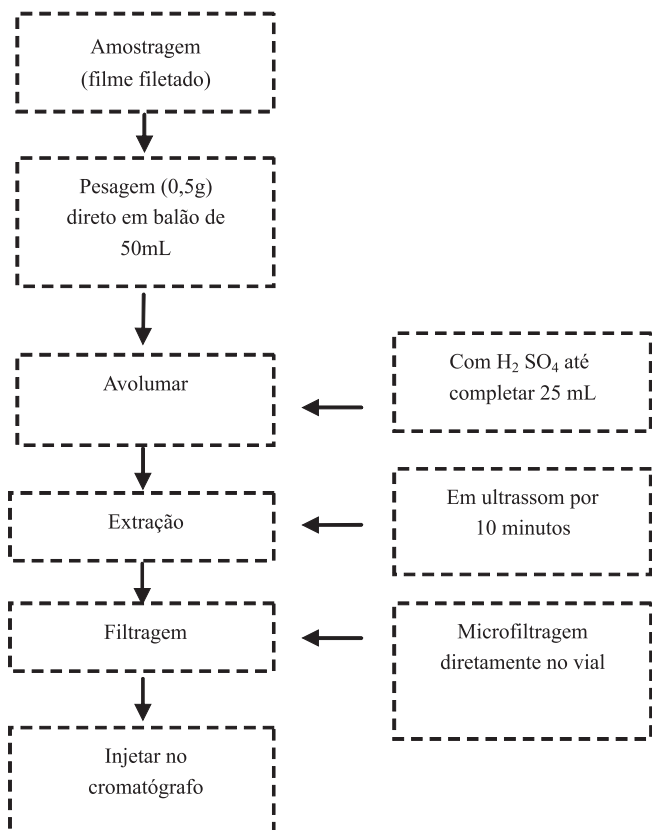 Amostragem
(filme filetado)
Pesagem (0,5g)
direto em balão de
50mL
Avolumar
Com H₂ SO₄ até
completar 25 mL
Extração
Em ultrassom por
10 minutos
Filtragem
Microfiltragem
diretamente no vial
Injetar no
cromatógrafo